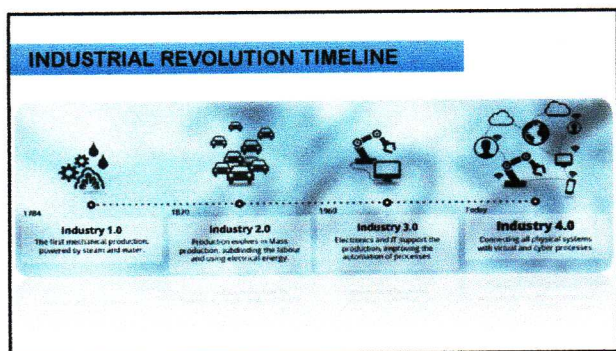 INDUSTRIAL REVOLUTION TIMELINE
1784
1870
1960
Today
Industry 1.0
The first mechanical production,
powered by steam and water.
Industry 2.0
Production evolves in Mass
production, subdividing the labour
and using electrical energy.
Industry 3.0
Electronics and IT support the
production, improving the
automation of processes
Industry 4.0
Connecting all physical systems
with virtual and cyber processes